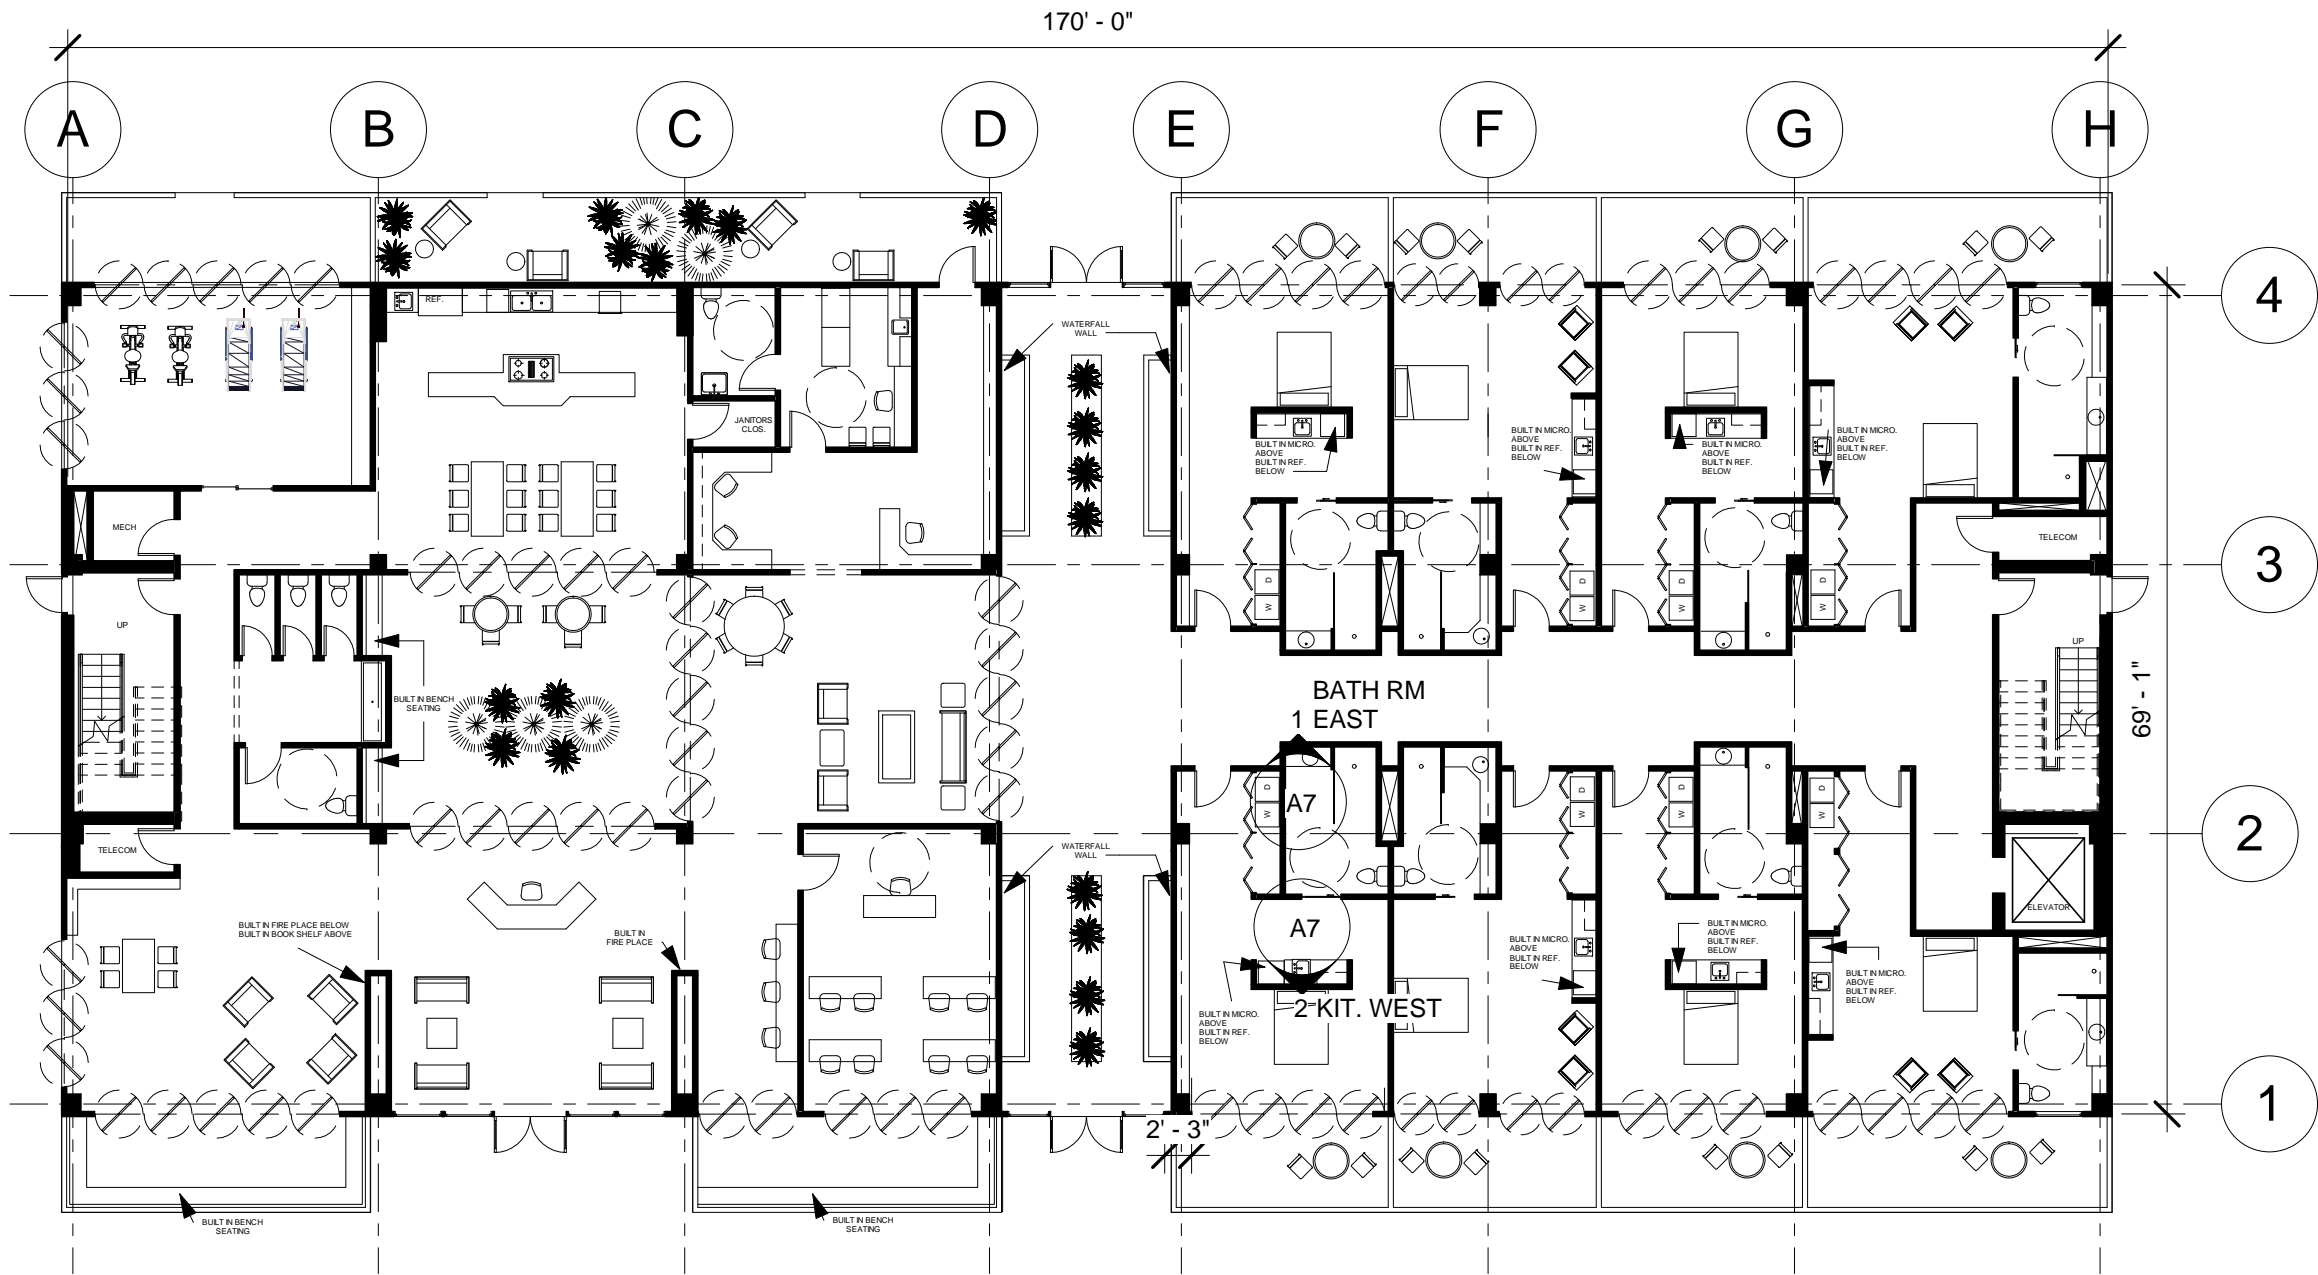 170' - 0"
A
B
C
D
E
F
G
H
REF.
4
WATERFALL
WALL
JANITORS
CLOS.
BUILT IN MICRO.
ABOVE
BUILT IN REF.
BELOW
BUILT IN MICRO.
ABOVE
BUILT IN REF.
BELOW
BUILT IN MICRO.
ABOVE
BUILT IN REF.
BELOW
BUILT IN MICRO.
ABOVE
BUILT IN REF.
BELOW
MECH
TELECOM
3
D
W
D
W
D
W
D
W
UP
UP
BUILT IN BENCH
SEATING
BATH RM
1 EAST
69' - 1"
D
W
D
W
D
W
D
W
A7
2
TELECOM
WATERFALL
WALL
ELEVATOR
BUILT IN FIRE PLACE BELOW
BUILT IN BOOK SHELF ABOVE
BUILT IN
FIRE PLACE
A7
BUILT IN MICRO.
ABOVE
BUILT IN REF.
BELOW
BUILT IN MICRO.
ABOVE
BUILT IN REF.
BELOW
BUILT IN MICRO.
ABOVE
BUILT IN REF.
BELOW
2 KIT. WEST
BUILT IN MICRO.
ABOVE
BUILT IN REF.
BELOW
1
2' - 3"
BUILT IN BENCH
SEATING
BUILT IN BENCH
SEATING